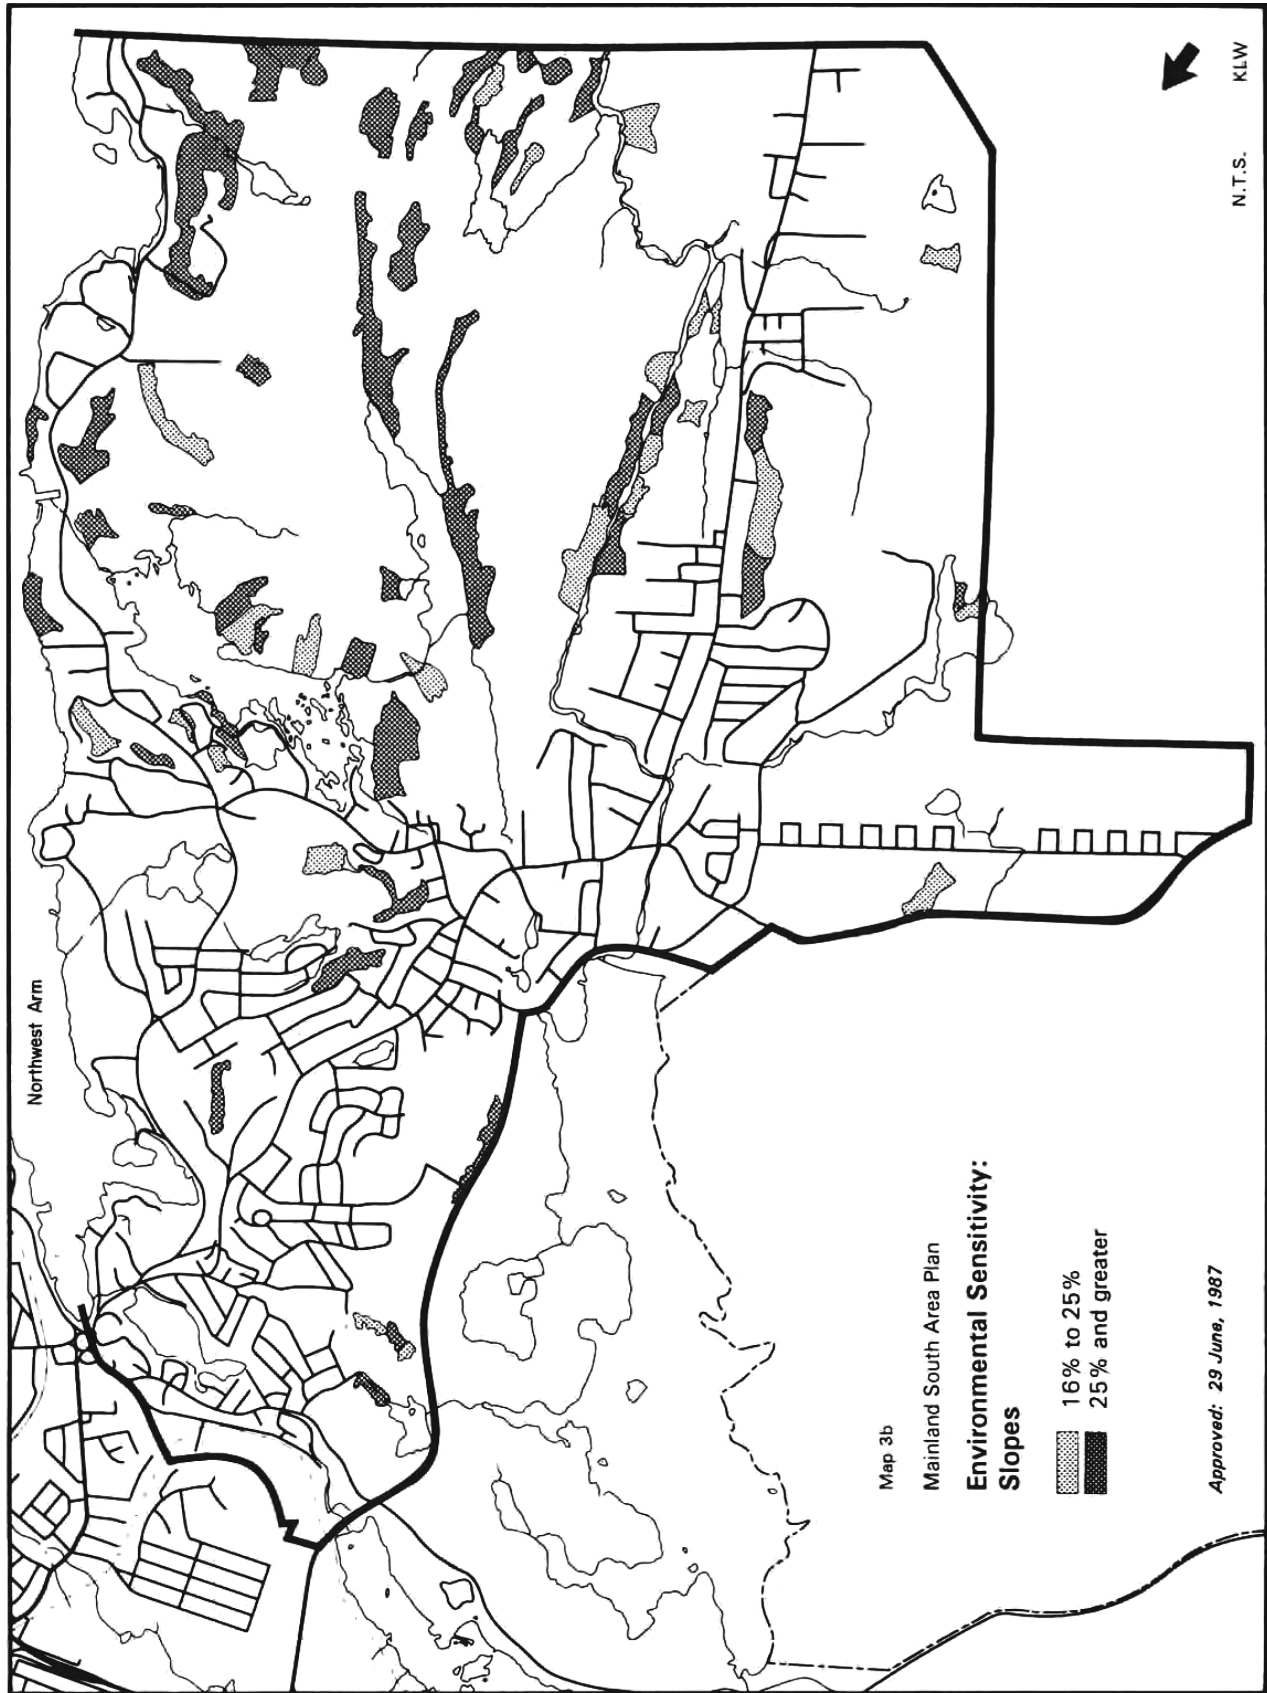 Northwest Arm
Map 3b
Mainland South Area Plan
Environmental Sensitivity:
Slopes
16% to 25%
25% and greater
Approved: 29 June, 1987
N.T.S. KLW